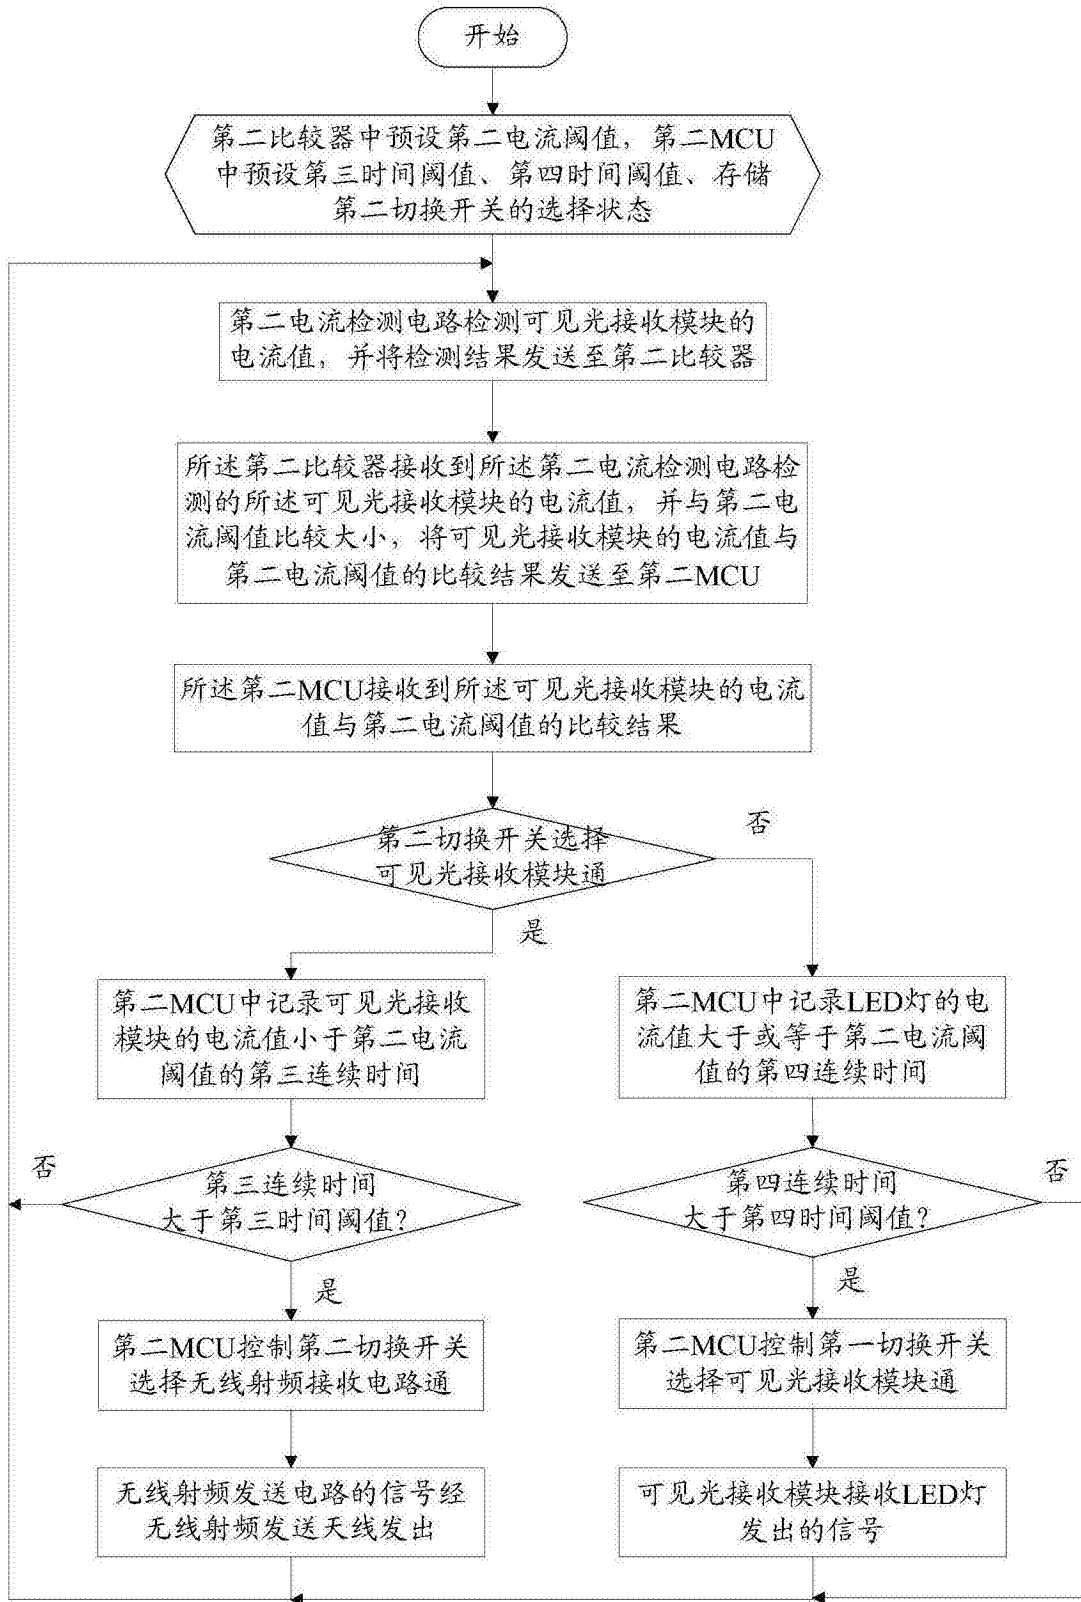 开始
第二比较器中预设第二电流阈值，第二MCU
中预设第三时间阈值、第四时间阈值、存储
第二切换开关的选择状态
第二电流检测电路检测可见光接收模块的
电流值，并将检测结果发送至第二比较器
所述第二比较器接收到所述第二电流检测电路检
测的所述可见光接收模块的电流值，并与第二电
流阈值比较大小，将可见光接收模块的电流值与
第二电流阈值的比较结果发送至第二MCU
所述第二MCU接收到所述可见光接收模块的电流
值与第二电流阈值的比较结果
第二切换开关选择
可见光接收模块通
否
是
第二MCU中记录可见光接收
模块的电流值小于第二电流
阈值的第三连续时间
第二MCU中记录LED灯的电
流值大于或等于第二电流阈
值的第四连续时间
否
第三连续时间
大于第三时间阈值？
第四连续时间
大于第四时间阈值？
否
是
是
第二MCU控制第二切换开关
选择无线射频接收电路通
第二MCU控制第一切换开关
选择可见光接收模块通
无线射频发送电路的信号经
无线射频发送天线发出
可见光接收模块接收LED灯
发出的信号